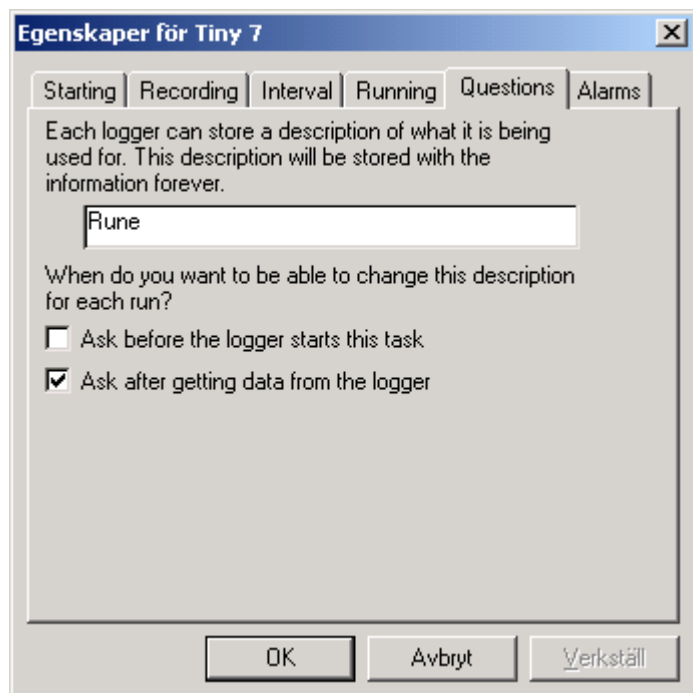 Egenskaper för Tiny 7
Starting Recording Interval Running Questions Alarms
Each logger can store a description of what it is being
used for. This description will be stored with the
information forever.
Rune
When do you want to be able to change this description
for each run?
Ask before the logger starts this task
Ask after getting data from the logger
OK Avbryt Verkställ